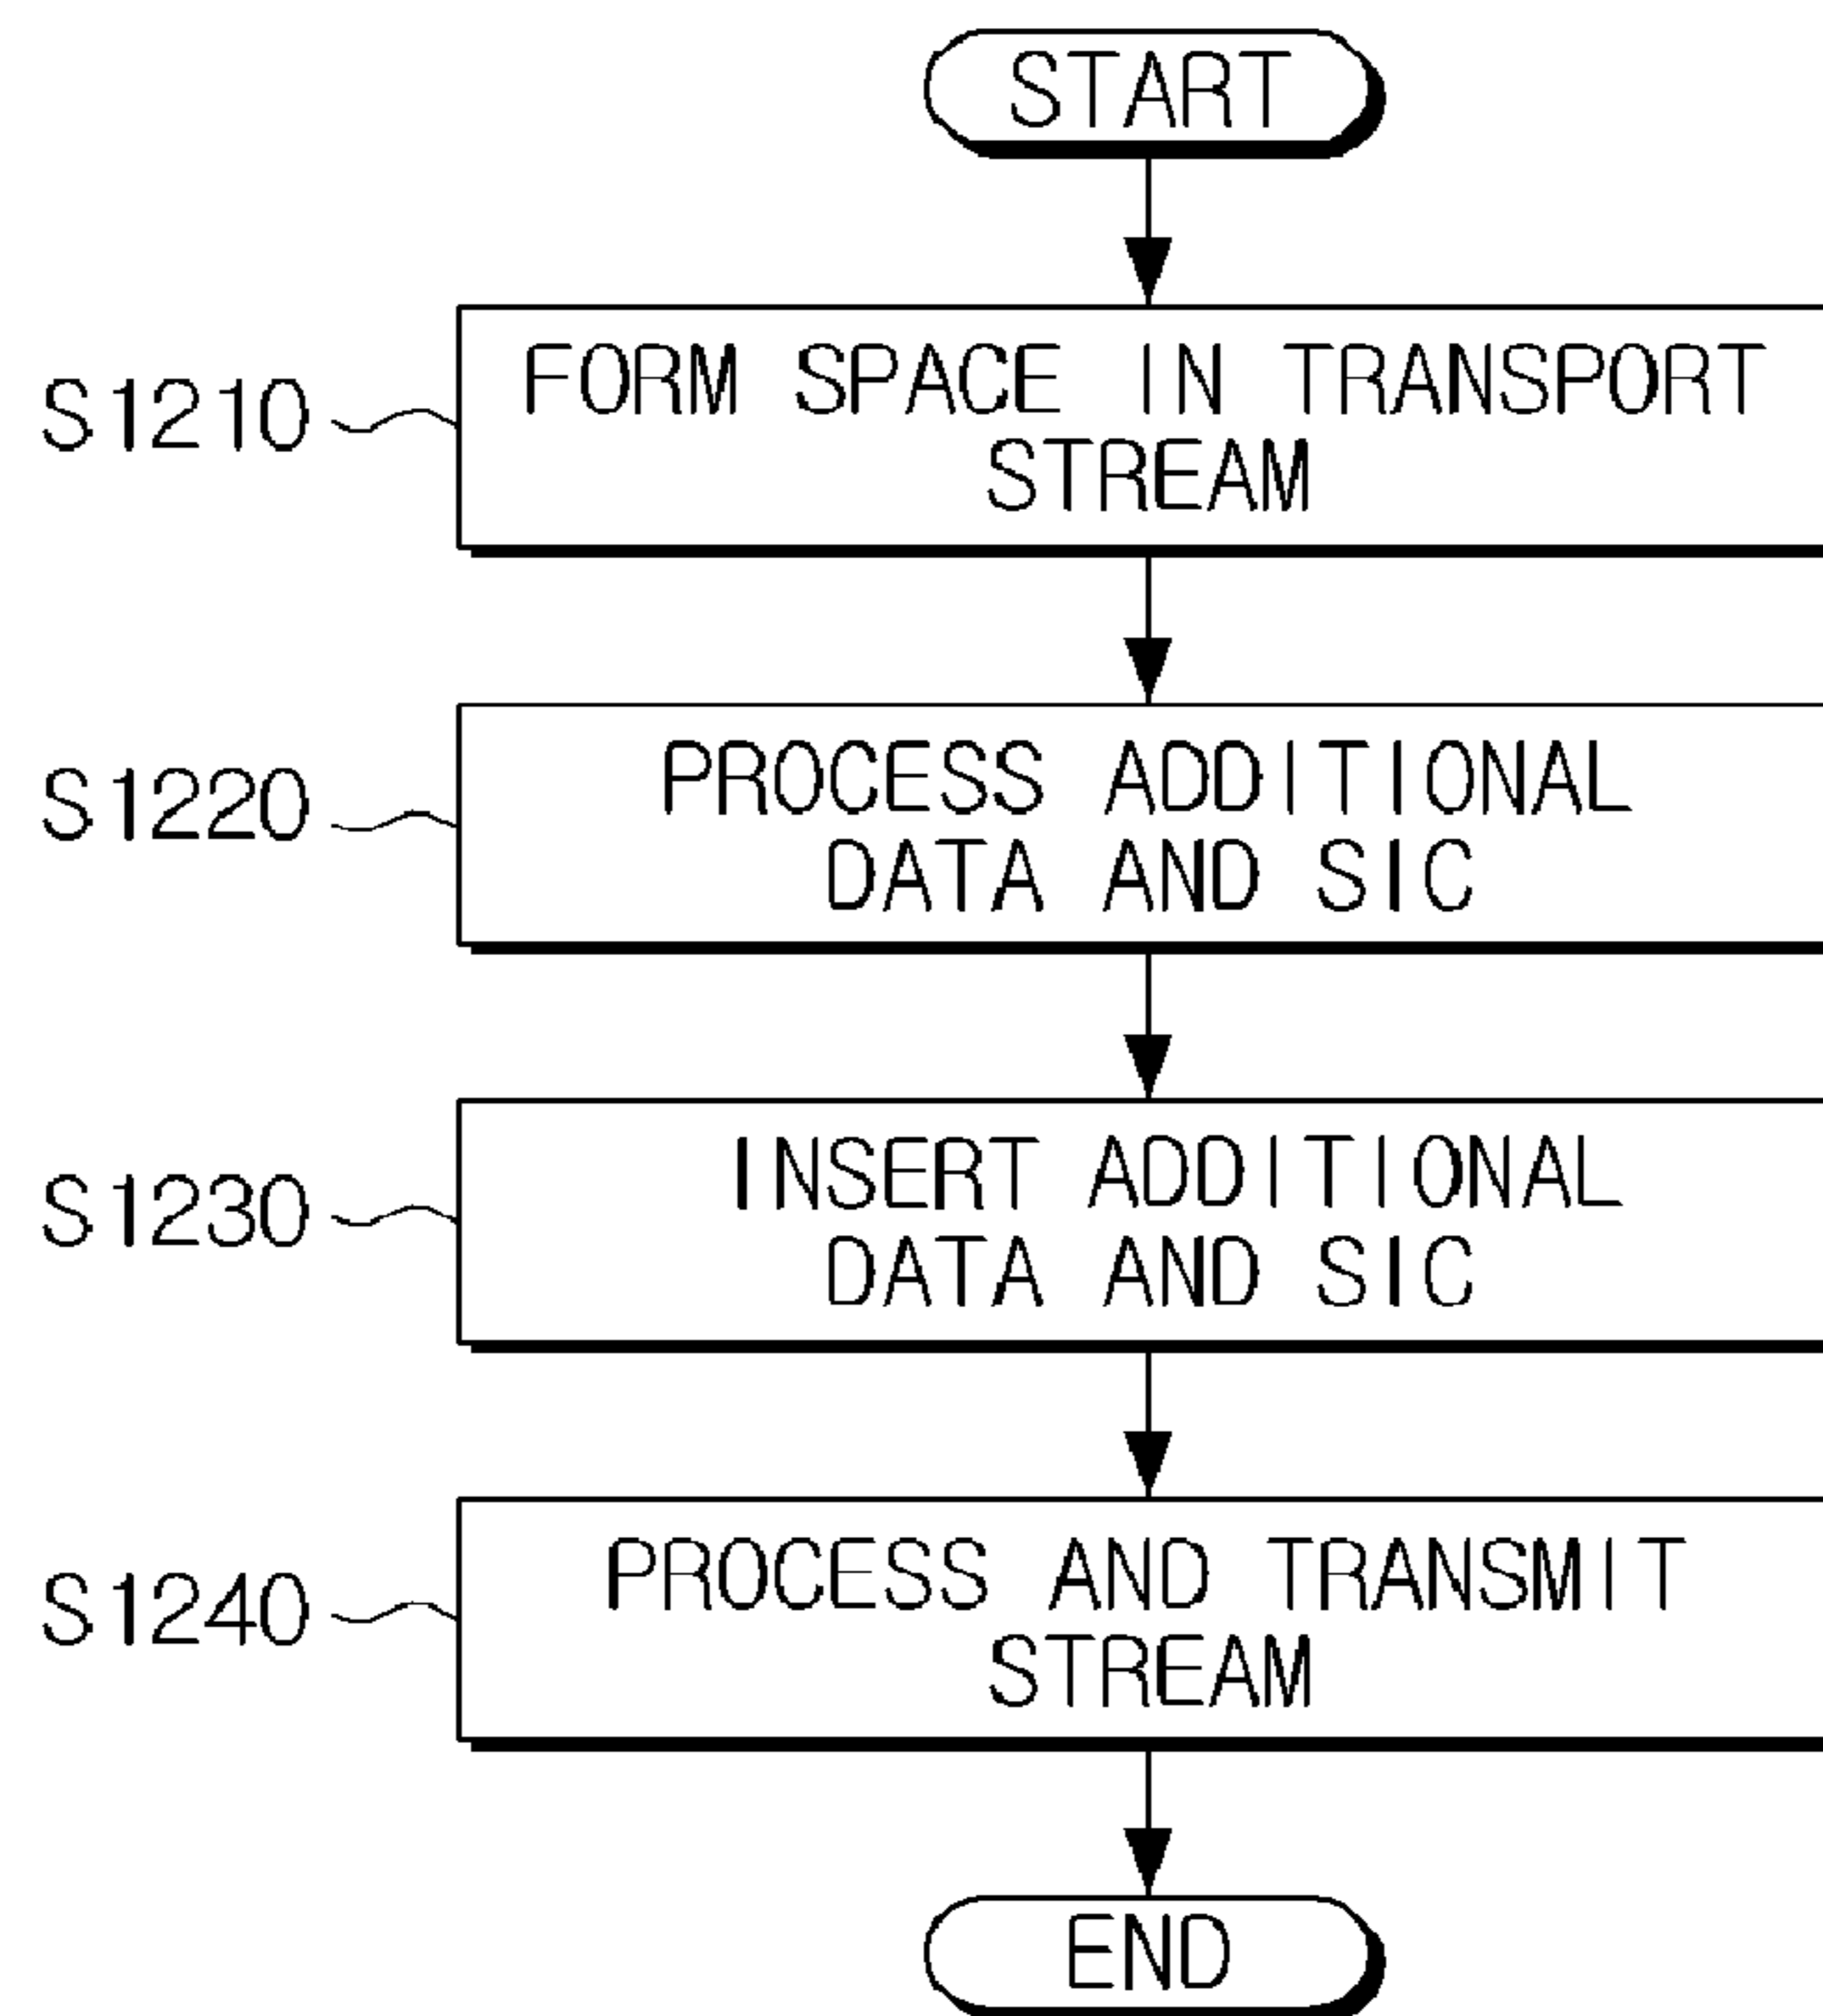 START
S1210
FORM SPACE IN TRANSPORT
STREAM
S1220
PROCESS ADDITIONAL
DATA AND SIC
S1230
INSERT ADDITIONAL
DATA AND SIC
S1240
PROCESS AND TRANSMIT
STREAM
END